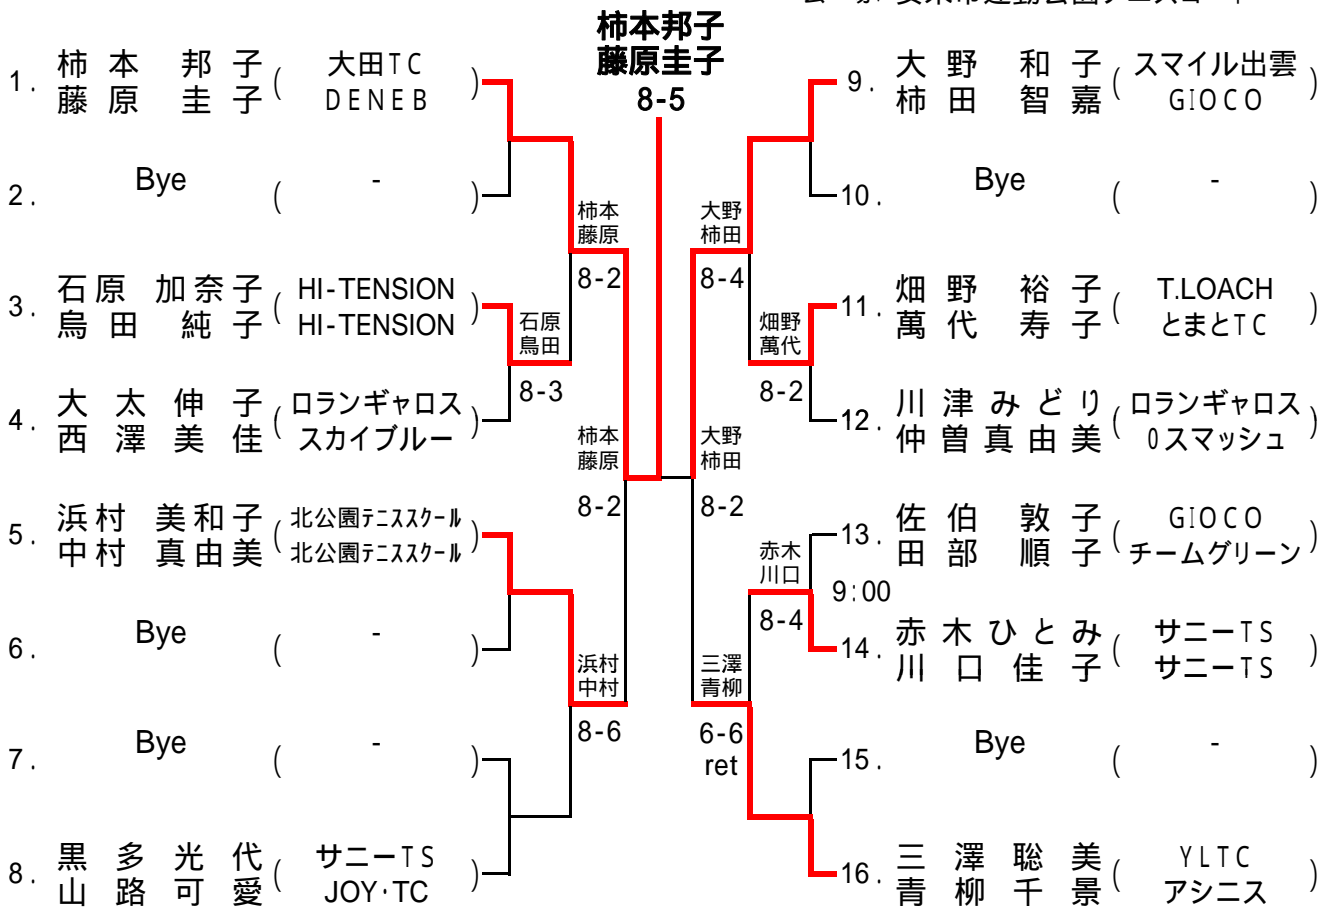 柿本邦子
藤原圭子
8-5
1. 柿本 邦子 ( 大田TC )
藤原 圭子 DENEB
2. Bye ( - )
柿本
藤原
8-2
3. 石原 加奈子 ( HI-TENSION )
鳥田 純子 HI-TENSION
石原
鳥田
8-3
4. 大太伸子 ( ロランギャロス )
西澤美佳 スカイブルー
柿本
藤原
8-2
5. 浜村 美和子 ( 北公園テニススクール )
中村 真由美 北公園テニススクール
6. Bye ( - )
浜村
中村
8-6
7. Bye ( - )
8. 黒多光代 ( サニーTS )
山路可愛 JOY・TC
9. 大野 和子 ( スマイル出雲 )
柿田 智嘉 GIOCO
10. Bye ( - )
大野
柿田
8-4
11. 畑野 裕子 ( T.LOACH )
萬代 寿子 とまとTC
畑野
萬代
8-2
12. 川津みどり ( ロランギャロス )
仲曽真由美 0スマッシュ
大野
柿田
8-2
13. 佐伯 敦子 ( GIOCO )
田部 順子 チームグリーン
赤木
川口
9:00
8-4
14. 赤木ひとみ ( サニーTS )
川口佳子 サニーTS
三澤
青柳
6-6
ret
15. Bye ( - )
16. 三澤聡美 ( YLTC )
青柳千景 アシニス